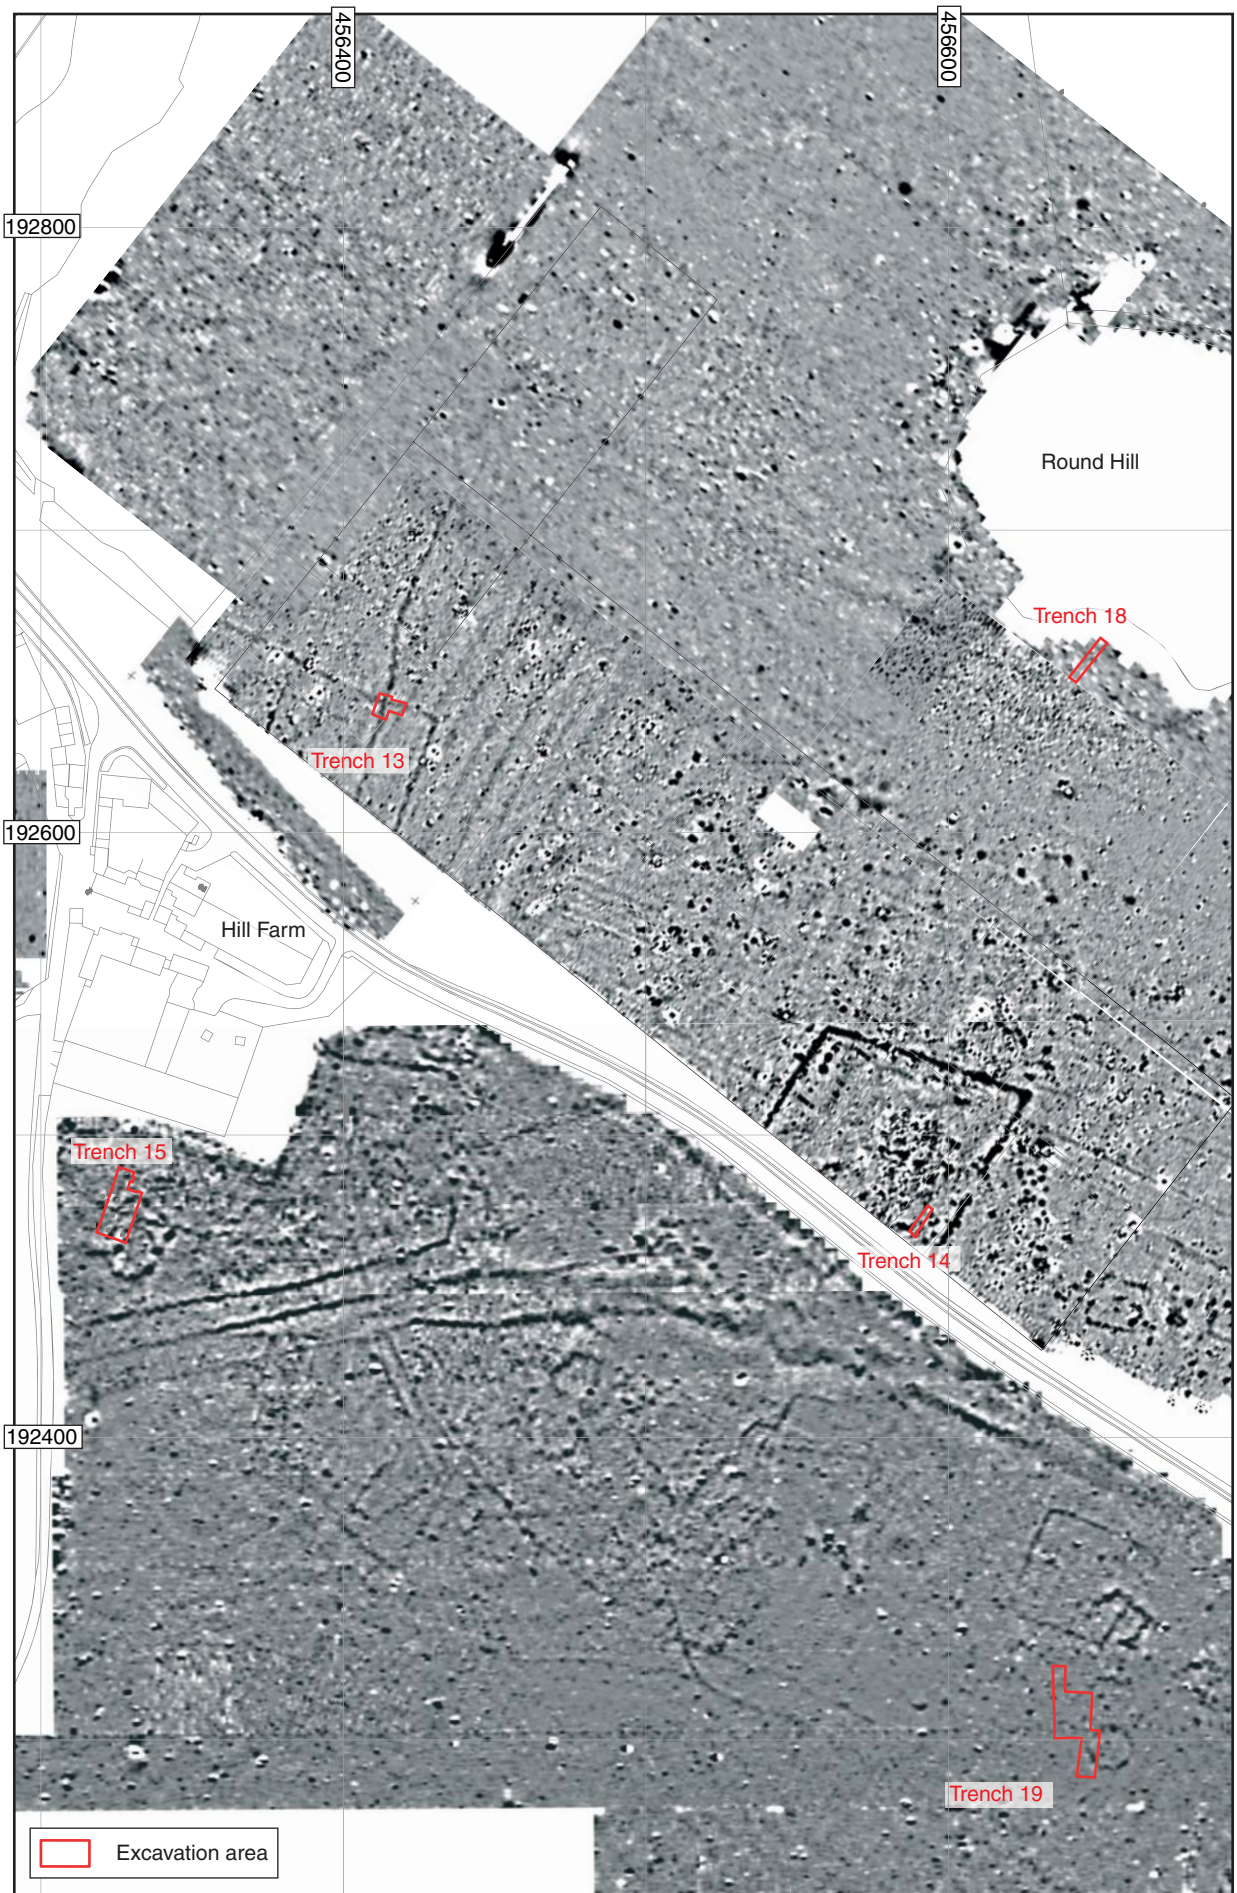 456400
456600
192800
Round Hill
Trench 18
Trench 13
192600
Hill Farm
Trench 15
Trench 14
192400
Trench 19
Excavation area